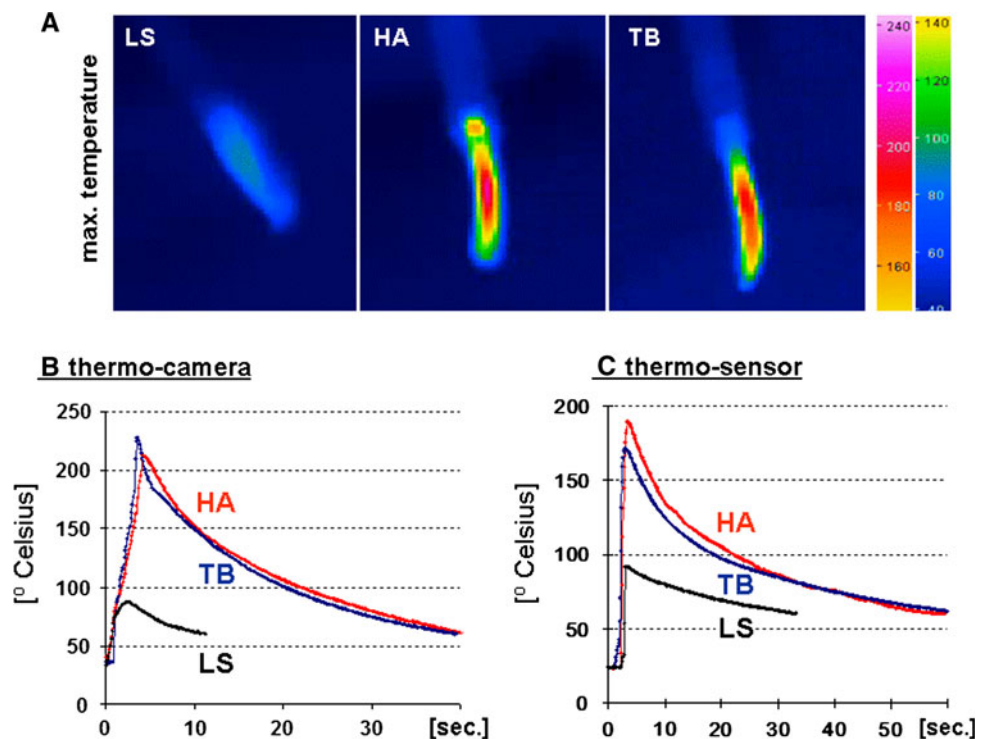 A
LS
HA
TB
max. temperature
240
220
200
180
160
140
120
100
80
60
40
B thermo-camera
250
200
150
100
50
0
[º Celsius]
HA
TB
LS
0
10
20
30
[sec.]
C thermo-sensor
200
150
100
50
0
[º Celsius]
HA
TB
LS
0
10
20
30
40
50
[sec.]